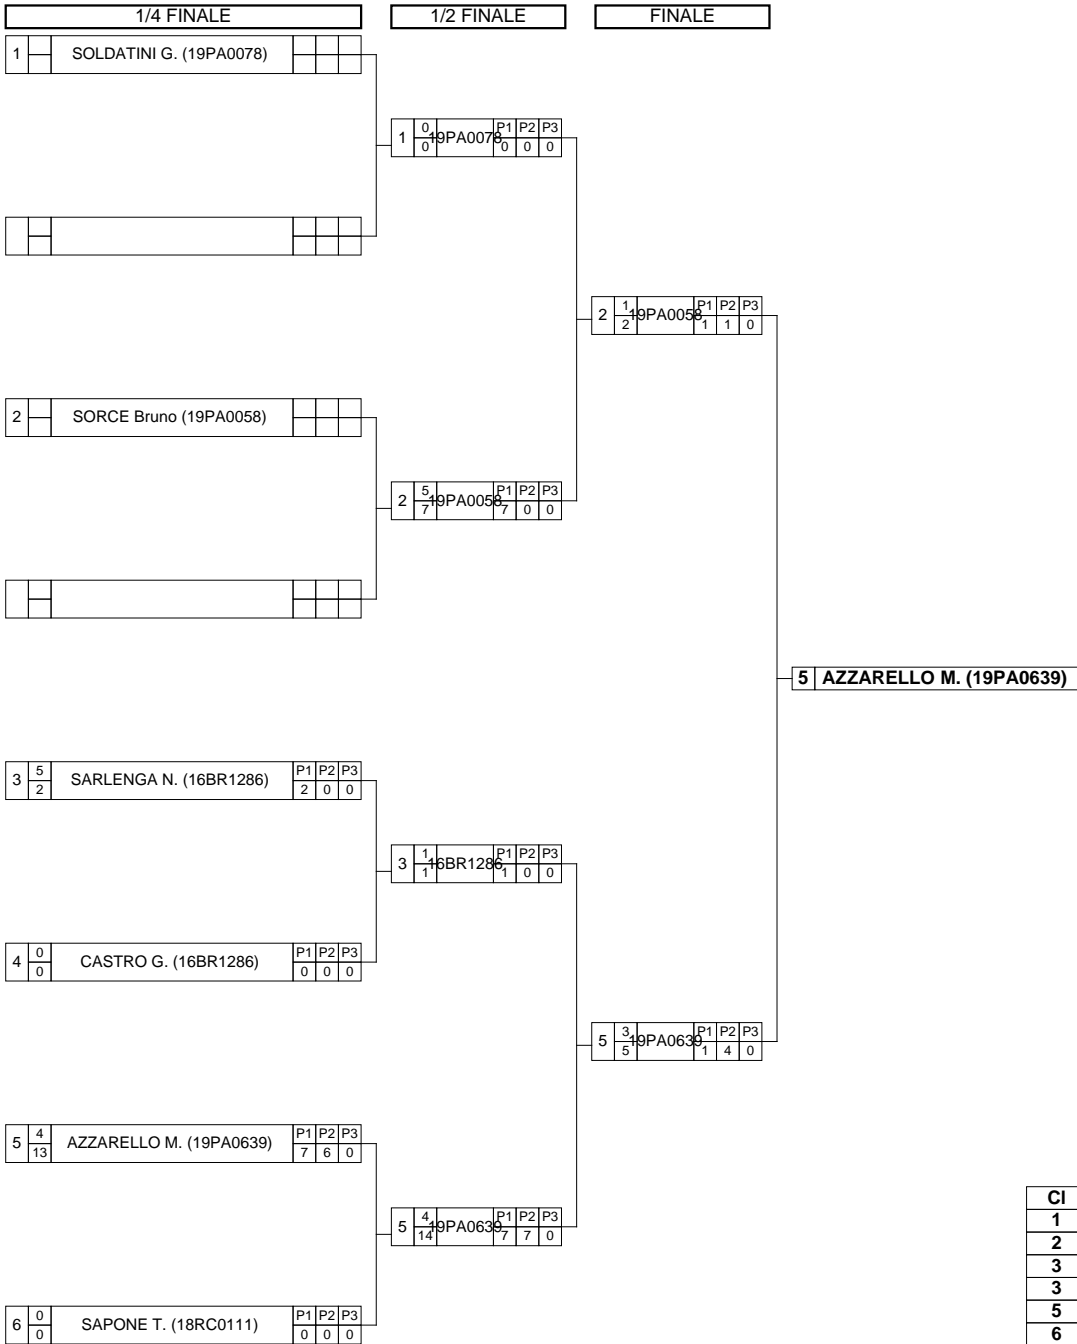 1/4 FINALE 1/2 FINALE FINALE
1 SOLDATINI G. (19PA0078)
1 0 0 19PA0078 P1 P2 P3 0 0 0
2 1 2 19PA0058 P1 P2 P3 1 1 0
2 SORCE Bruno (19PA0058)
2 5 7 19PA0058 P1 P2 P3 7 0 0
5 AZZARELLO M. (19PA0639)
3 5 2 SARLENGA N. (16BR1286) P1 P2 P3 2 0 0
3 1 1 16BR1286 P1 P2 P3 1 0 0
4 0 0 CASTRO G. (16BR1286) P1 P2 P3 0 0 0
5 3 5 19PA0639 P1 P2 P3 1 4 0
5 4 13 AZZARELLO M. (19PA0639) P1 P2 P3 7 6 0
5 4 14 19PA0639 P1 P2 P3 7 7 0
6 0 0 SAPONE T. (18RC0111) P1 P2 P3 0 0 0
Cl
1
2
3
3
5
6